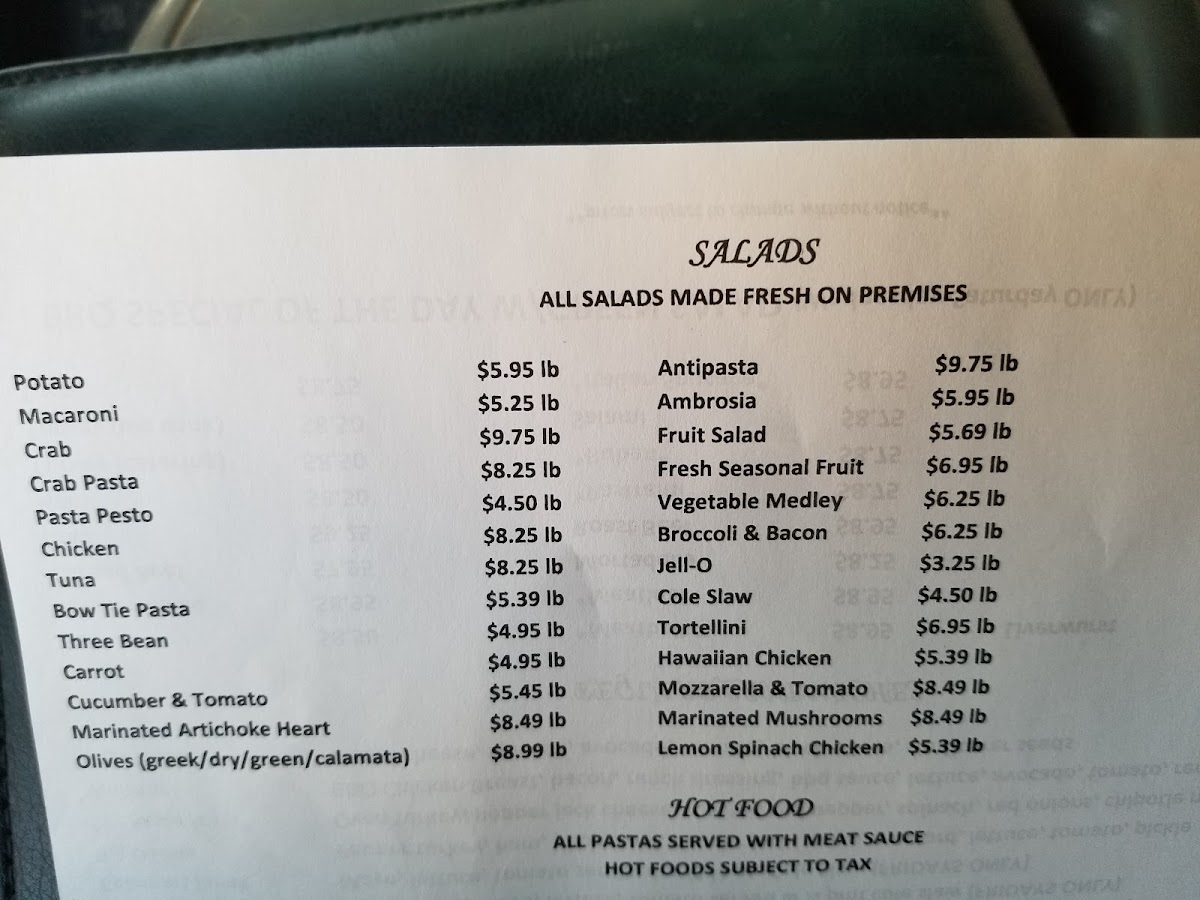 SALADS
ALL SALADS MADE FRESH ON PREMISES
Potato $5.95 lb Antipasta $9.75 lb
Macaroni $5.25 lb Ambrosia $5.95 lb
Crab $9.75 lb Fruit Salad $5.69 lb
Crab Pasta $8.25 lb Fresh Seasonal Fruit $6.95 lb
Pasta Pesto $4.50 lb Vegetable Medley $6.25 lb
Chicken $8.25 lb Broccoli & Bacon $6.25 lb
Tuna $8.25 lb Jell-O $3.25 lb
Bow Tie Pasta $5.39 lb Cole Slaw $4.50 lb
Three Bean $4.95 lb Tortellini $6.95 lb
Carrot $4.95 lb Hawaiian Chicken $5.39 lb
Cucumber & Tomato $5.45 lb Mozzarella & Tomato $8.49 lb
Marinated Artichoke Heart $8.49 lb Marinated Mushrooms $8.49 lb
Olives (greek/dry/green/calamata) $8.99 lb Lemon Spinach Chicken $5.39 lb
HOT FOOD
ALL PASTAS SERVED WITH MEAT SAUCE
HOT FOODS SUBJECT TO TAX